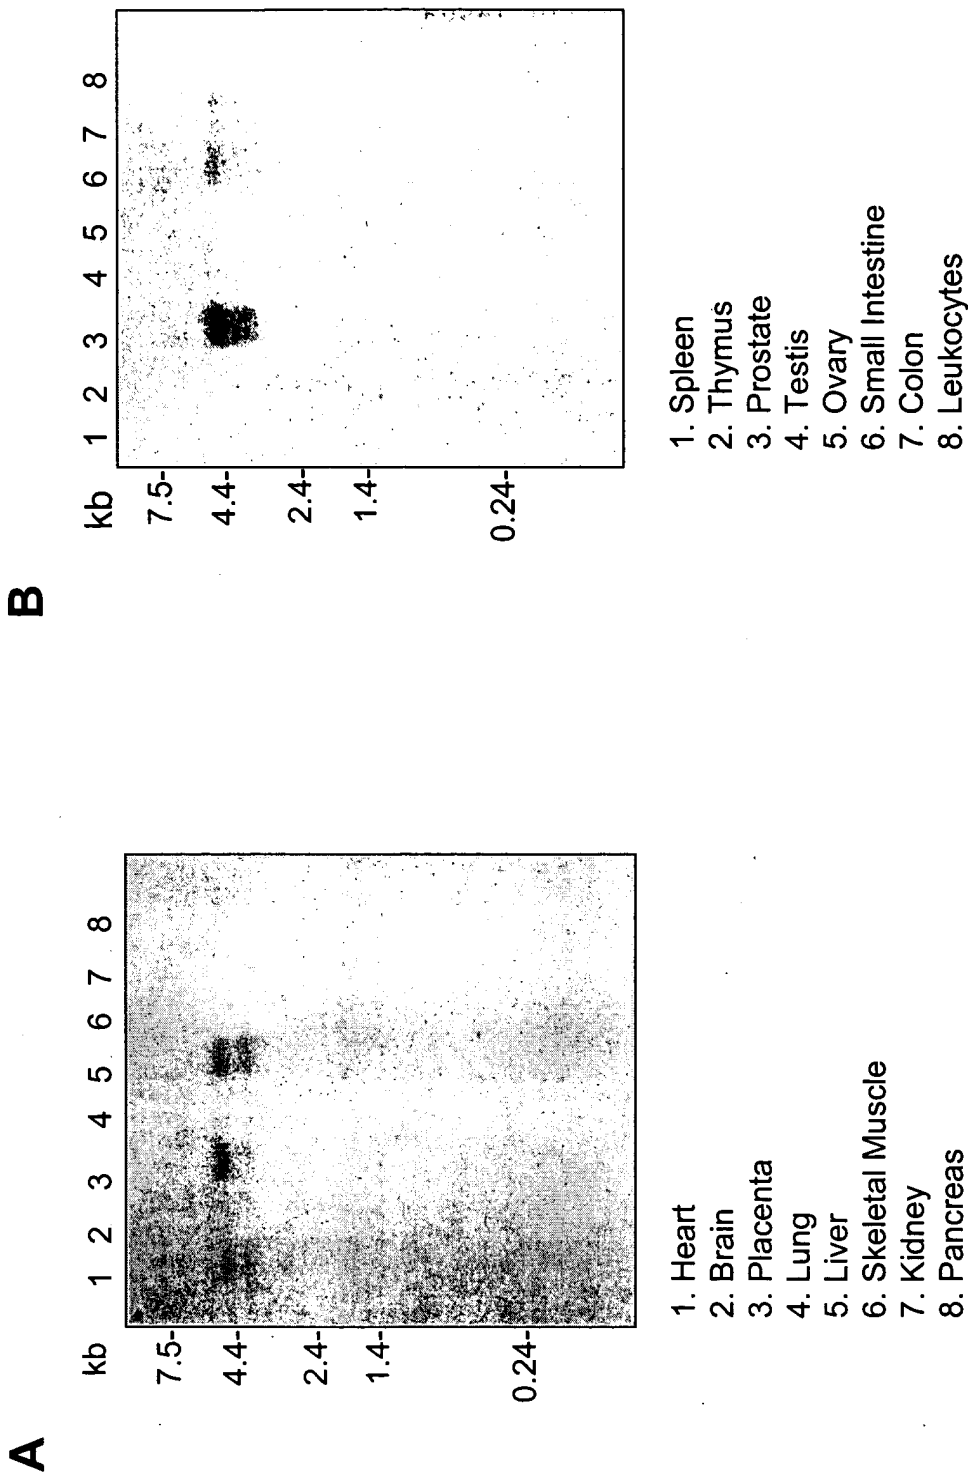 A
kb
1 2 3 4 5 6 7 8
7.5-
4.4-
2.4-
1.4-
0.24-
1. Heart
2. Brain
3. Placenta
4. Lung
5. Liver
6. Skeletal Muscle
7. Kidney
8. Pancreas
B
kb
1 2 3 4 5 6 7 8
7.5-
4.4-
2.4-
1.4-
0.24-
1. Spleen
2. Thymus
3. Prostate
4. Testis
5. Ovary
6. Small Intestine
7. Colon
8. Leukocytes